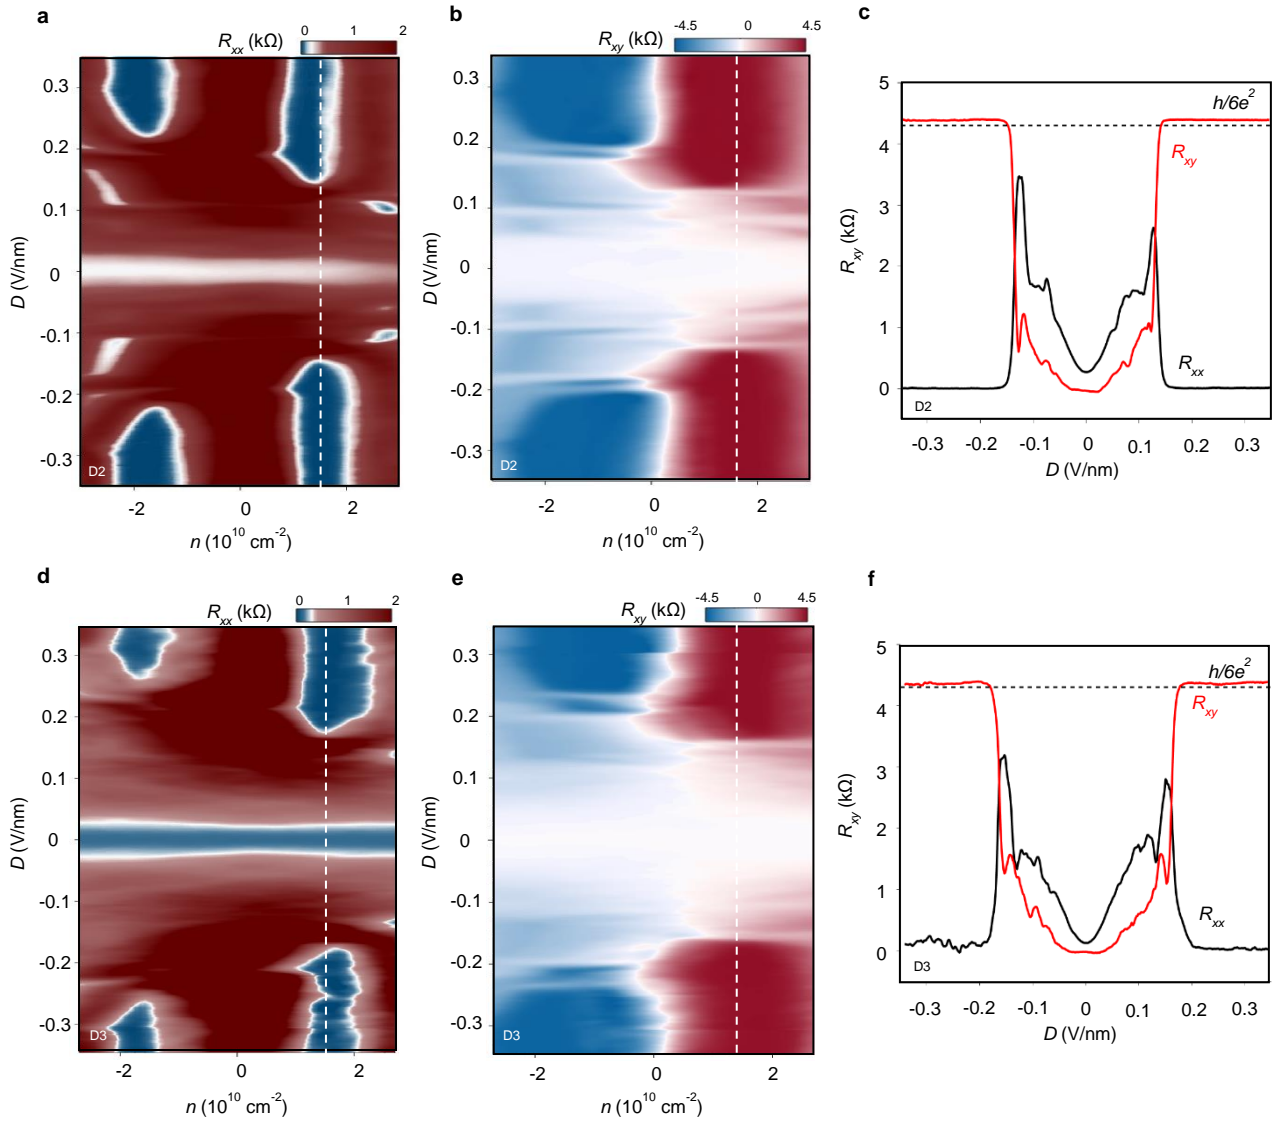 a
Rxx (kΩ)
0 1 2
0.3
0.2
0.1
0
-0.1
-0.2
-0.3
D (V/nm)
D2
-2 0 2
n (10^10 cm^-2)
b
Rxy (kΩ)
-4.5 0 4.5
0.3
0.2
0.1
0
-0.1
-0.2
-0.3
D (V/nm)
D2
-2 0 2
n (10^10 cm^-2)
c
5
4
3
2
1
0
Rxy (kΩ)
h/6e^2
Rxy
Rxx
D2
-0.3 -0.2 -0.1 0 0.1 0.2 0.3
D (V/nm)
d
Rxx (kΩ)
0 1 2
0.3
0.2
0.1
0
-0.1
-0.2
-0.3
D (V/nm)
D3
-2 0 2
n (10^10 cm^-2)
e
Rxy (kΩ)
-4.5 0 4.5
0.3
0.2
0.1
0
-0.1
-0.2
-0.3
D (V/nm)
D3
-2 0 2
n (10^10 cm^-2)
f
5
4
3
2
1
0
Rxy (kΩ)
h/6e^2
Rxy
Rxx
D3
-0.3 -0.2 -0.1 0 0.1 0.2 0.3
D (V/nm)